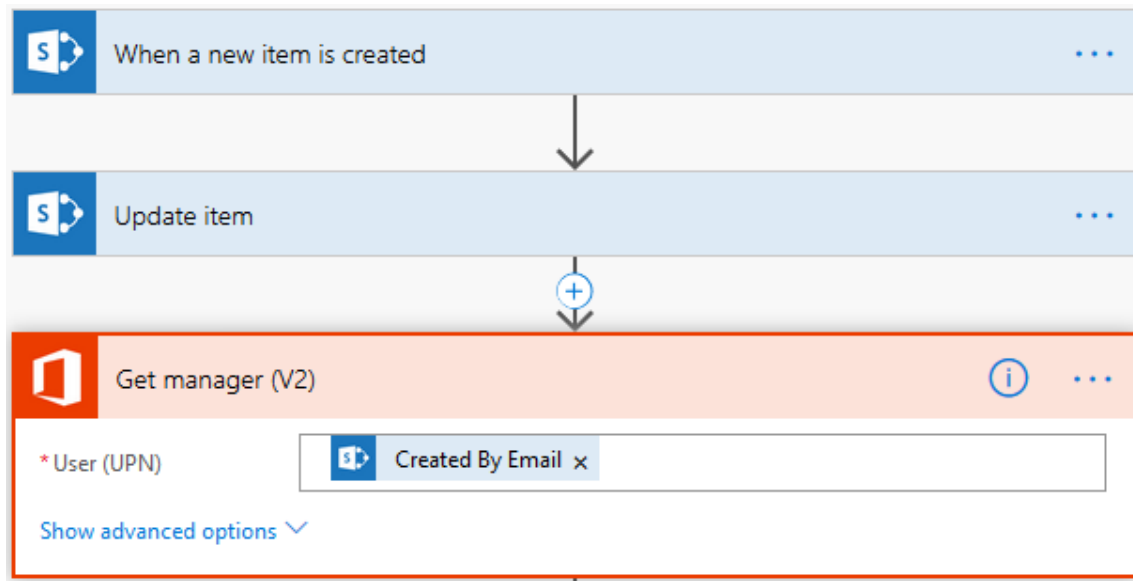 When a new item is created
Update item
Get manager (V2)
* User (UPN) Created By Email ×
Show advanced options